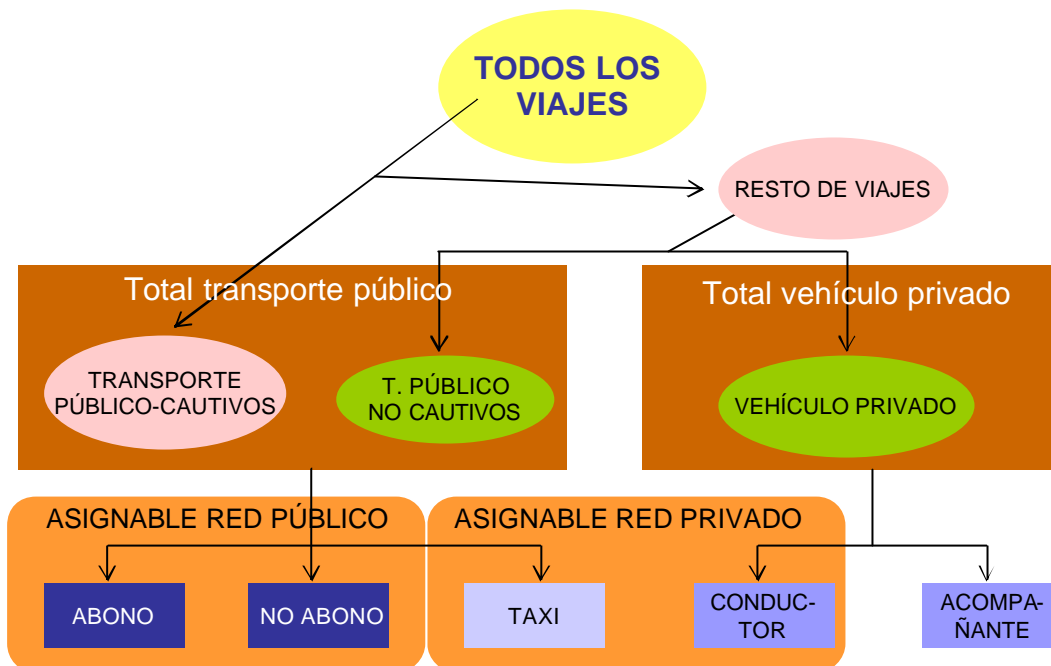 TODOS LOS
VIAJES
RESTO DE VIAJES
Total transporte público
Total vehículo privado
TRANSPORTE
PÚBLICO-CAUTIVOS
T. PÚBLICO
NO CAUTIVOS
VEHÍCULO PRIVADO
ASIGNABLE RED PÚBLICO
ASIGNABLE RED PRIVADO
ABONO
NO ABONO
TAXI
CONDUC-
TOR
ACOMPA-
ÑANTE